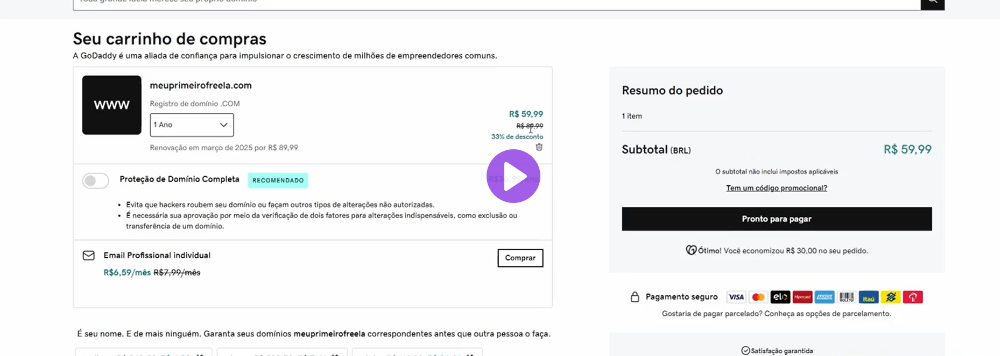 Seu carrinho de compras
A GoDaddy é uma aliada de confiança para impulsionar o crescimento de milhões de empreendedores comuns.
www
meuprimeirofreela.com
Registro de domínio .COM
1 Ano
Renovação em março de 2025 por R$ 89,99
R$ 59,99
R$ 89,99
33% de desconto
Proteção de Domínio Completa
RECOMENDADO
• Evita que hackers roubem seu domínio ou façam outros tipos de alterações não autorizadas.
• É necessária sua aprovação por meio da verificação de dois fatores para alterações indispensáveis, como exclusão ou
transferência de um domínio.
Email Profissional individual
R$6,59/mês R$7,99/mês
Comprar
É seu nome. E de mais ninguém. Garanta seus domínios meuprimeirofreela correspondentes antes que outra pessoa o faça.
Resumo do pedido
1 item
Subtotal (BRL) R$ 59,99
O subtotal não inclui impostos aplicáveis
Tem um código promocional?
Pronto para pagar
Ótimo! Você economizou R$ 30,00 no seu pedido.
Pagamento seguro VISA elo Hipercard AMEX BOLETO Itaú
Gostaria de pagar parcelado? Conheça as opções de parcelamento.
Satisfação garantida